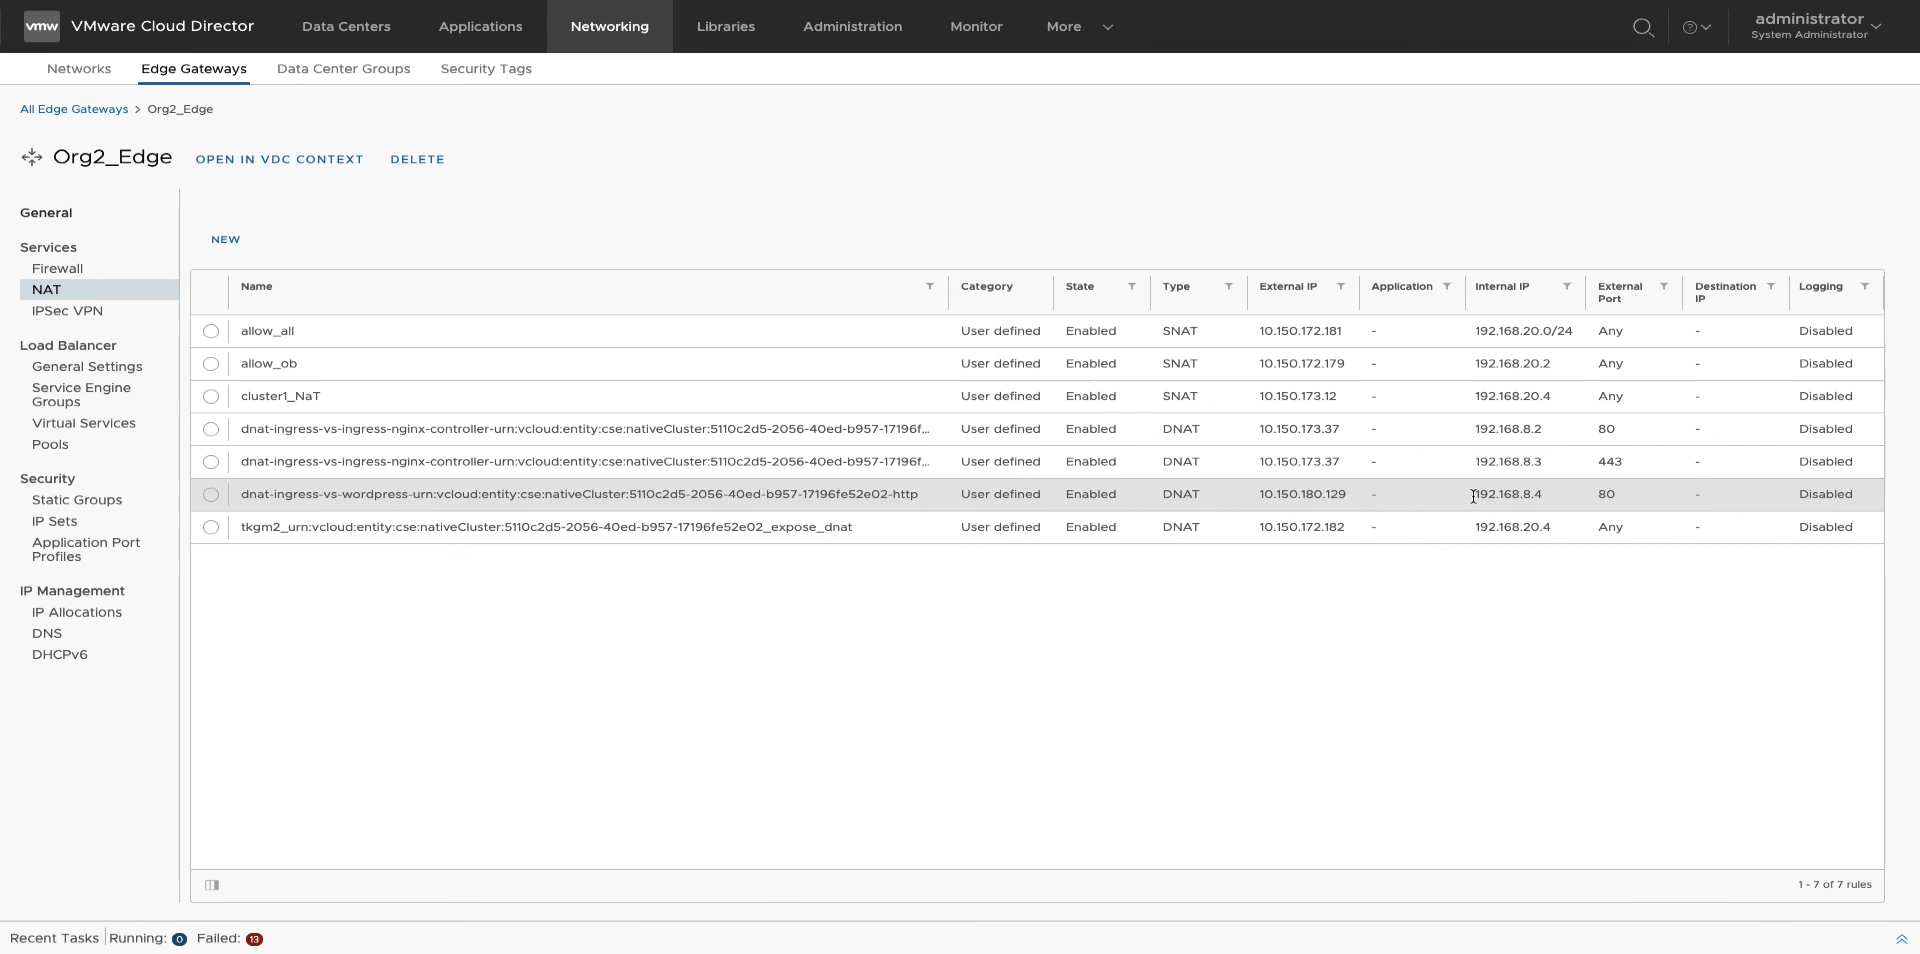 vmw VMware Cloud Director Data Centers Applications Networking Libraries Administration Monitor More administrator
System Administrator
Networks Edge Gateways Data Center Groups Security Tags
All Edge Gateways > Org2_Edge
Org2_Edge OPEN IN VDC CONTEXT DELETE
General
Services
Firewall
NAT
IPSec VPN
Load Balancer
General Settings
Service Engine
Groups
Virtual Services
Pools
Security
Static Groups
IP Sets
Application Port
Profiles
IP Management
IP Allocations
DNS
DHCPv6
NEW
Name Category State Type External IP Application Internal IP External Port Destination IP Logging
allow_all User defined Enabled SNAT 10.150.172.181 - 192.168.20.0/24 Any - Disabled
allow_ob User defined Enabled SNAT 10.150.172.179 - 192.168.20.2 Any - Disabled
cluster1_NaT User defined Enabled SNAT 10.150.173.12 - 192.168.20.4 Any - Disabled
dnat-ingress-vs-ingress-nginx-controller-urn:vcloud:entity:cse:nativeCluster:5110c2d5-2056-40ed-b957-17196f... User defined Enabled DNAT 10.150.173.37 - 192.168.8.2 80 - Disabled
dnat-ingress-vs-ingress-nginx-controller-urn:vcloud:entity:cse:nativeCluster:5110c2d5-2056-40ed-b957-17196f... User defined Enabled DNAT 10.150.173.37 - 192.168.8.3 443 - Disabled
dnat-ingress-vs-wordpress-urn:vcloud:entity:cse:nativeCluster:5110c2d5-2056-40ed-b957-17196fe52e02-http User defined Enabled DNAT 10.150.180.129 - 192.168.8.4 80 - Disabled
tkgm2_urn:vcloud:entity:cse:nativeCluster:5110c2d5-2056-40ed-b957-17196fe52e02_expose_dnat User defined Enabled DNAT 10.150.172.182 - 192.168.20.4 Any - Disabled
1 - 7 of 7 rules
Recent Tasks Running: 0 Failed: 13